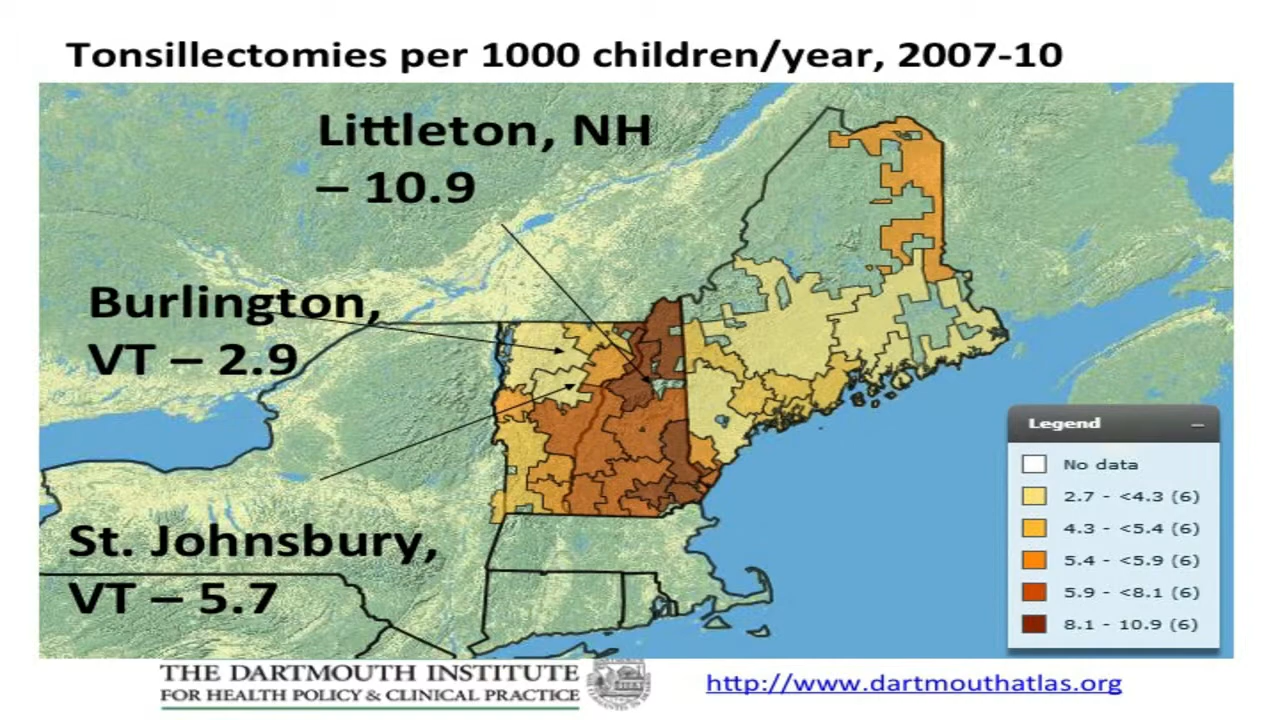 Tonsillectomies per 1000 children/year, 2007-10
Littleton, NH
– 10.9
Burlington,
VT – 2.9
St. Johnsbury,
VT – 5.7
Legend
No data
2.7 - <4.3 (6)
4.3 - <5.4 (6)
5.4 - <5.9 (6)
5.9 - <8.1 (6)
8.1 - 10.9 (6)
THE DARTMOUTH INSTITUTE
FOR HEALTH POLICY & CLINICAL PRACTICE
http://www.dartmouthatlas.org